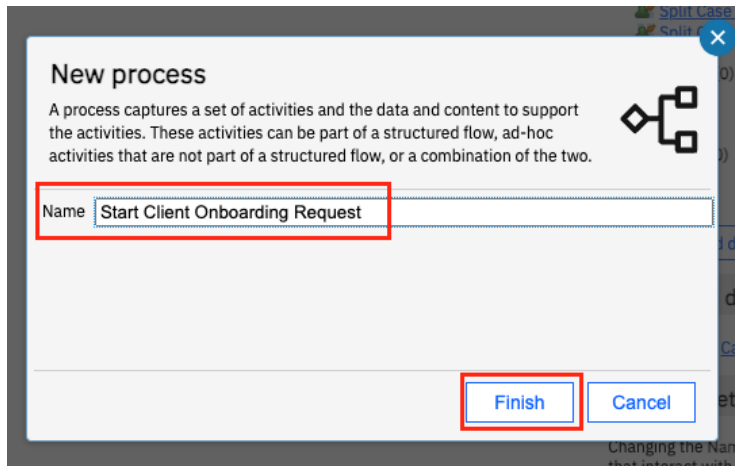 Split Case
Split
New process
A process captures a set of activities and the data and content to support
the activities. These activities can be part of a structured flow, ad-hoc
activities that are not part of a structured flow, or a combination of the two.
Name Start Client Onboarding Request
Finish Cancel
Changing the
that interact with